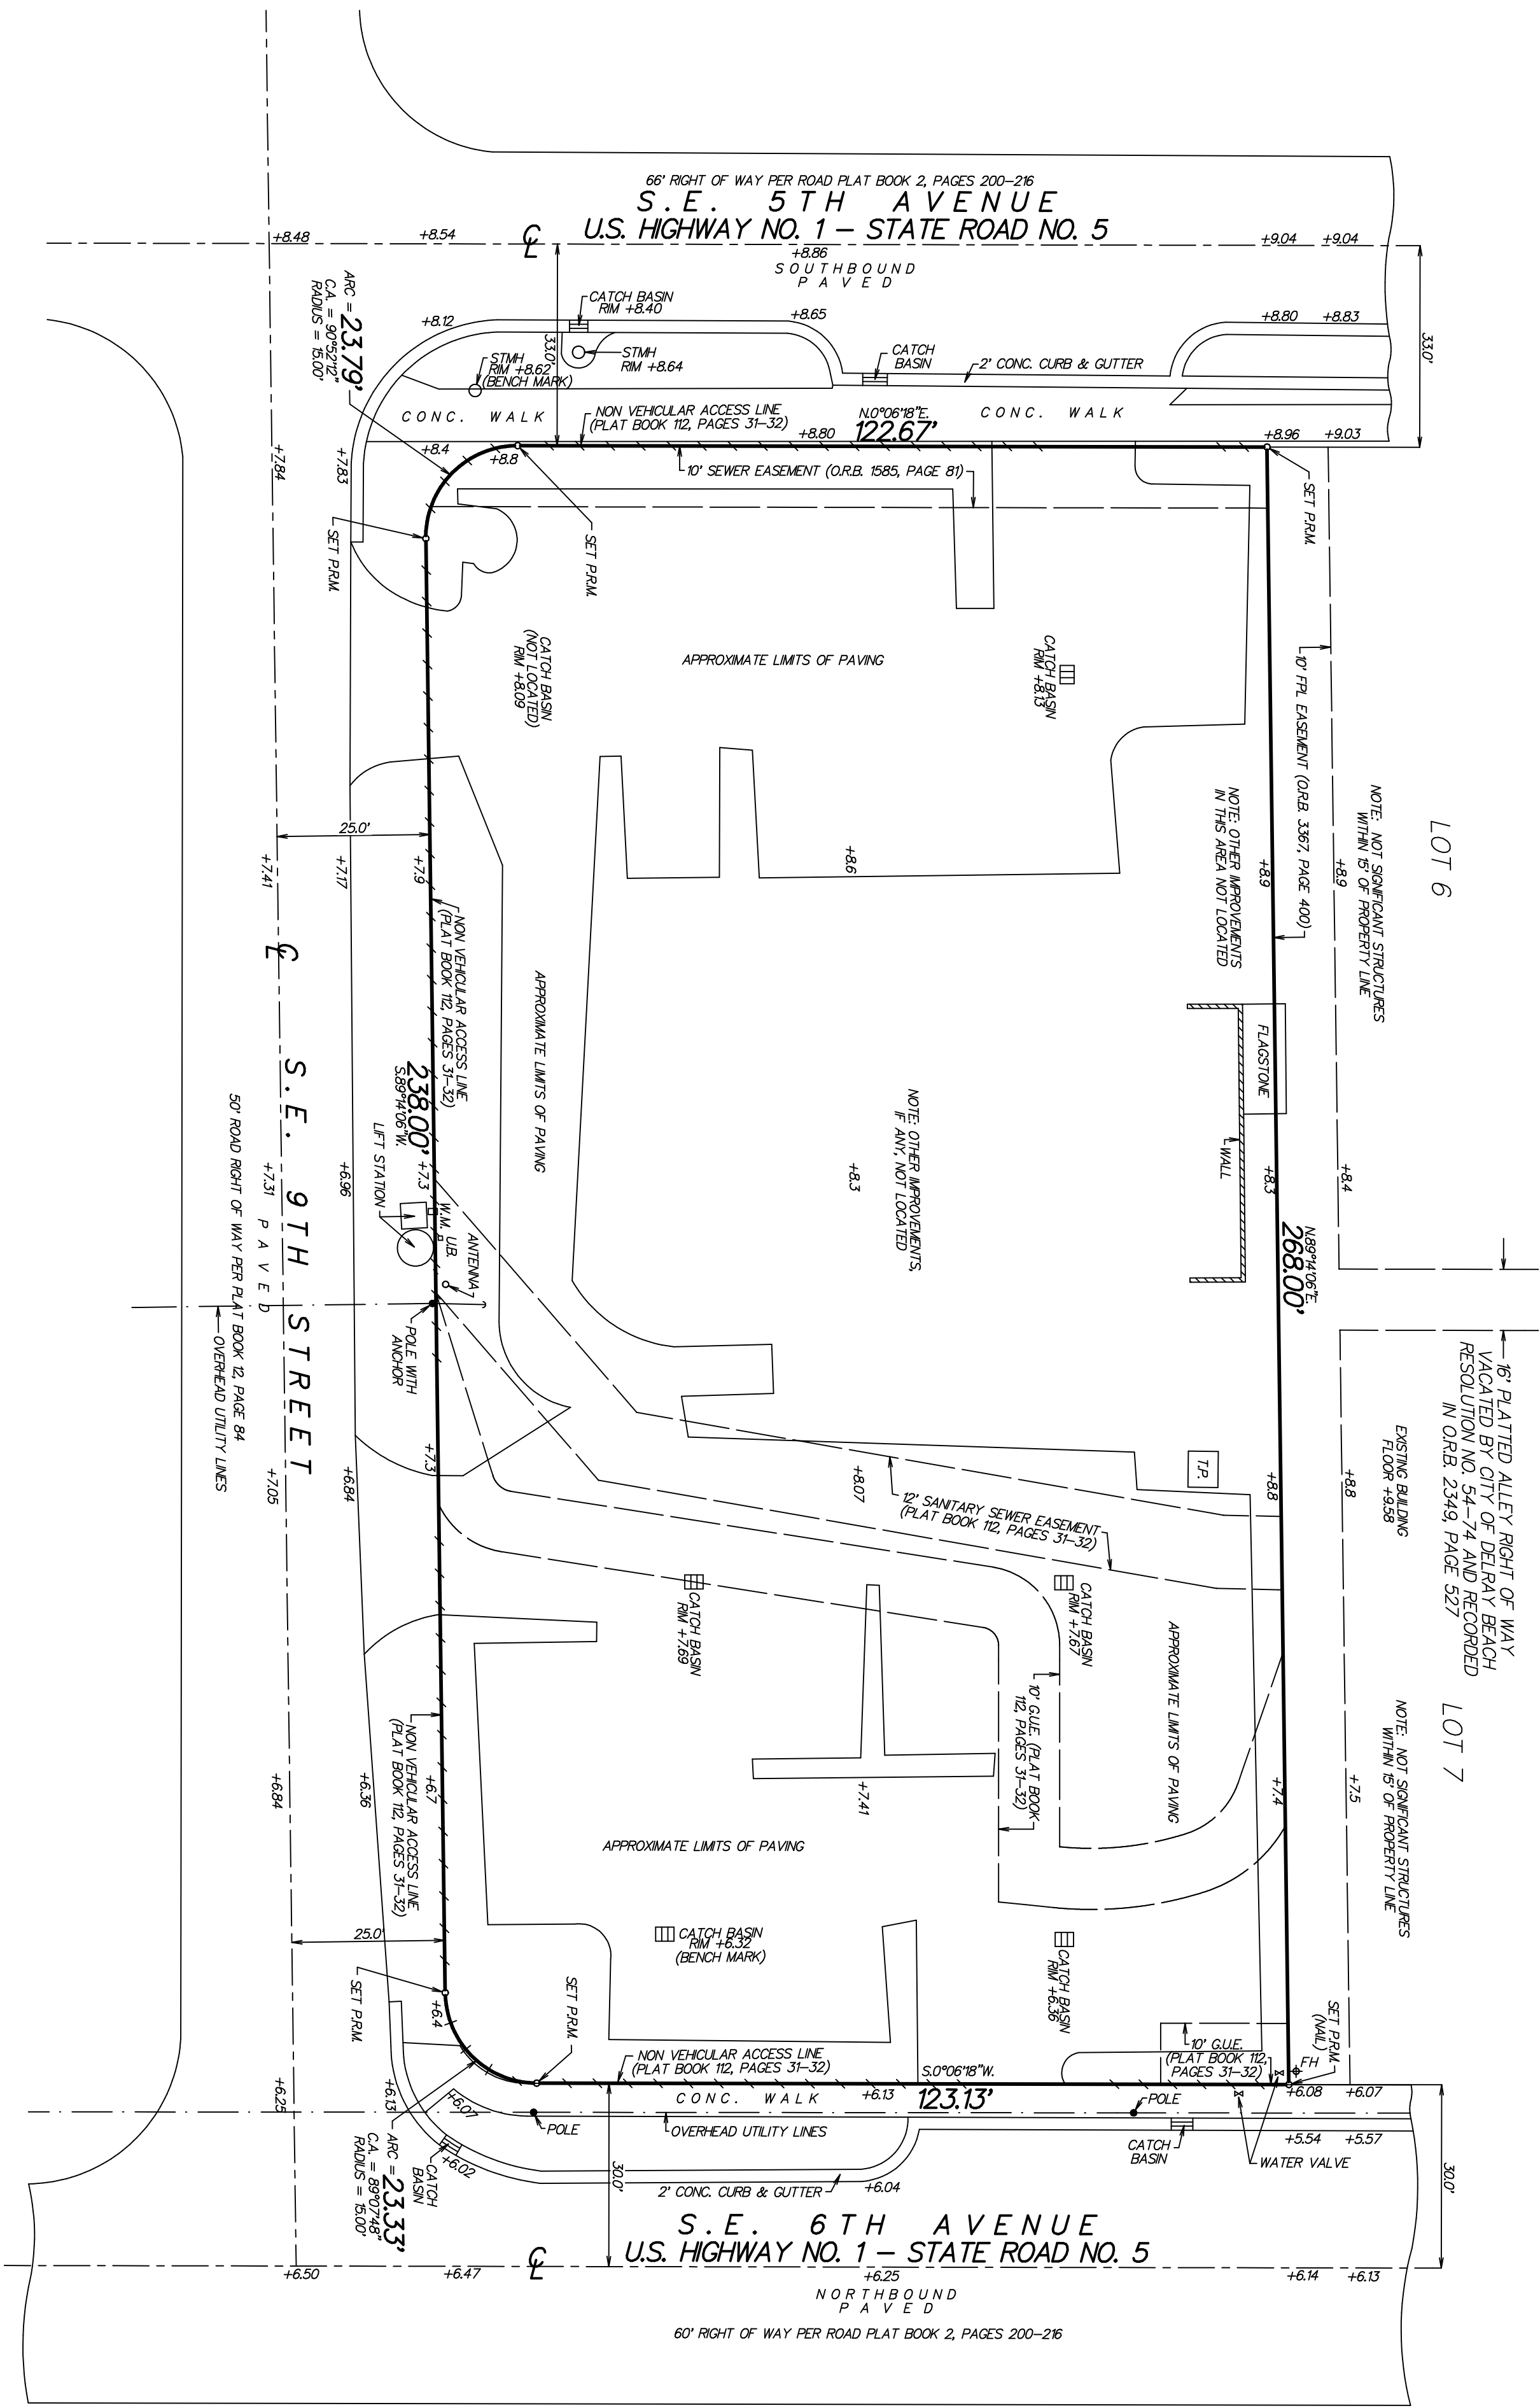 66' RIGHT OF WAY PER ROAD PLAT BOOK 2, PAGES 200-216
S.E. 5TH AVENUE
U.S. HIGHWAY NO. 1 – STATE ROAD NO. 5
+8.48
+8.54
℄
+8.86
+9.04
+9.04
SOUTHBOUND
PAVED
ARC = 23.79'
C.A. = 90°52'12"
RADIUS = 15.00'
CATCH BASIN
RIM +8.40
+8.12
+8.65
+8.80
+8.83
33.0'
33.0'
STMH
RIM +8.64
STMH
RIM +8.62
(BENCH MARK)
CATCH
BASIN
2' CONC. CURB & GUTTER
CONC. WALK
NON VEHICULAR ACCESS LINE
(PLAT BOOK 112, PAGES 31-32)
N.0°06'18"E.
122.67'
CONC. WALK
+8.80
+8.96
+9.03
+7.84
+7.83
+8.4
+8.8
10' SEWER EASEMENT (O.R.B. 1585, PAGE 81)
SET P.R.M.
SET P.R.M.
SET P.R.M.
CATCH BASIN
(NOT LOCATED)
RIM +8.09
APPROXIMATE LIMITS OF PAVING
CATCH BASIN
RIM +8.13
10' FPL EASEMENT (O.R.B. 3367, PAGE 400)
NOTE: NOT SIGNIFICANT STRUCTURES
WITHIN 15' OF PROPERTY LINE
LOT 6
NOTE: OTHER IMPROVEMENTS
IN THIS AREA NOT LOCATED
25.0'
+7.41
+7.17
+7.9
+8.6
+8.9
+8.9
℄
NON VEHICULAR ACCESS LINE
(PLAT BOOK 112, PAGES 31-32)
APPROXIMATE LIMITS OF PAVING
FLAGSTONE
WALL
238.00'
S.89°14'06"W.
NOTE: OTHER IMPROVEMENTS,
IF ANY, NOT LOCATED
S.E. 9TH STREET
50' ROAD RIGHT OF WAY PER PLAT BOOK 12, PAGE 84
PAVED
LIFT STATION
+7.31
+6.96
+7.3
+8.3
+8.3
+8.4
W.M.
U.B.
ANTENNA
N.89°14'06"E.
268.00'
POLE WITH
ANCHOR
OVERHEAD UTILITY LINES
16' PLATTED ALLEY RIGHT OF WAY
VACATED BY CITY OF DELRAY BEACH
RESOLUTION NO. 54-74 AND RECORDED
IN O.R.B. 2349, PAGE 527
EXISTING BUILDING
FLOOR +9.58
T.P.
+7.05
+6.84
+7.3
+8.07
+8.8
+8.8
12' SANITARY SEWER EASEMENT
(PLAT BOOK 112, PAGES 31-32)
CATCH BASIN
RIM +7.69
CATCH BASIN
RIM +7.67
APPROXIMATE LIMITS OF PAVING
10' G.U.E. (PLAT BOOK
112, PAGES 31-32)
NOTE: NOT SIGNIFICANT STRUCTURES
WITHIN 15' OF PROPERTY LINE
LOT 7
NON VEHICULAR ACCESS LINE
(PLAT BOOK 112, PAGES 31-32)
+6.84
+6.36
+6.7
+7.41
+7.4
+7.5
APPROXIMATE LIMITS OF PAVING
25.0'
CATCH BASIN
RIM +6.32
(BENCH MARK)
CATCH BASIN
RIM +6.36
SET P.R.M.
SET P.R.M.
SET P.R.M.
(NAIL)
+6.4
10' G.U.E.
(PLAT BOOK 112,
PAGES 31-32)
FH
NON VEHICULAR ACCESS LINE
(PLAT BOOK 112, PAGES 31-32)
S.0°06'18"W.
123.13'
+6.25
+6.13
+6.07
CONC. WALK
+6.13
+6.08
+6.07
POLE
POLE
OVERHEAD UTILITY LINES
CATCH
BASIN
+5.54
+5.57
WATER VALVE
ARC = 23.33'
C.A. = 89°07'48"
RADIUS = 15.00'
CATCH
BASIN
+6.02
30.0'
2' CONC. CURB & GUTTER
+6.04
30.0'
S.E. 6TH AVENUE
U.S. HIGHWAY NO. 1 – STATE ROAD NO. 5
+6.50
+6.47
℄
+6.25
+6.14
+6.13
NORTHBOUND
PAVED
60' RIGHT OF WAY PER ROAD PLAT BOOK 2, PAGES 200-216